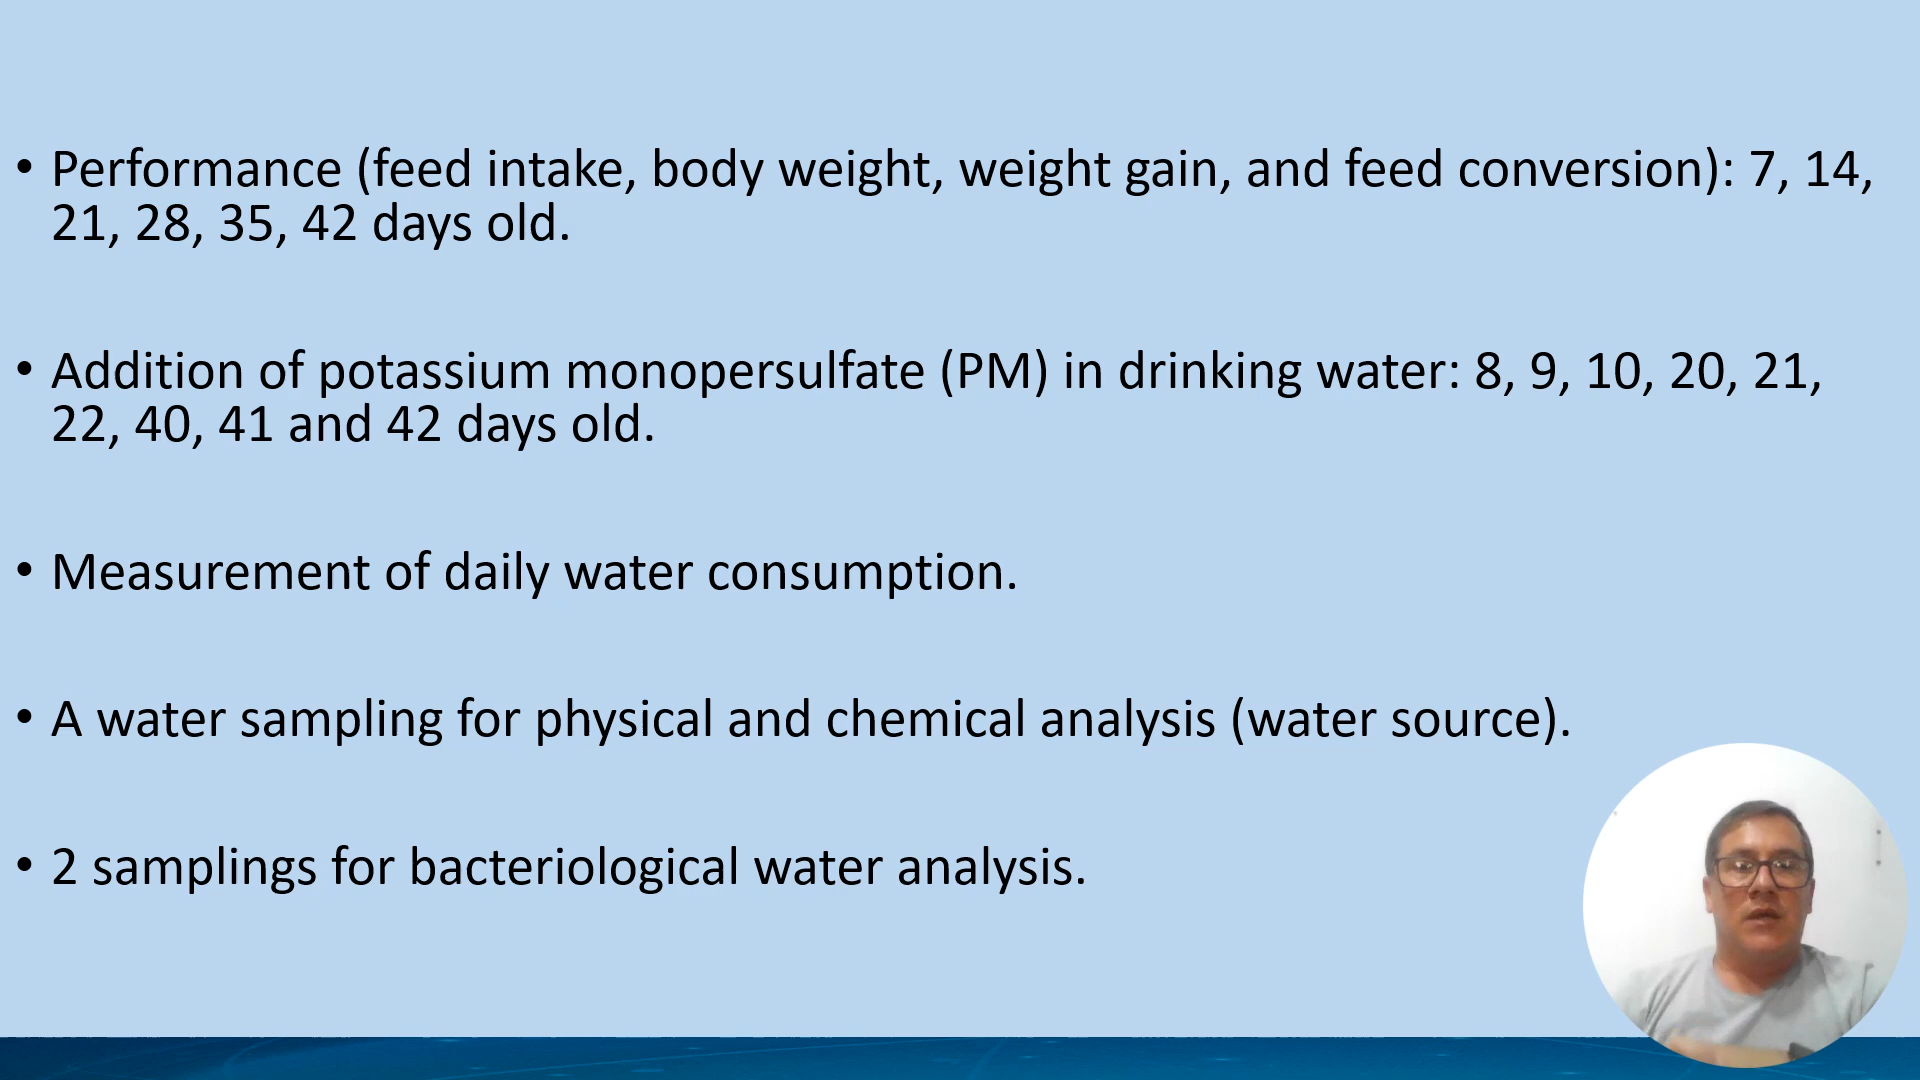 • Performance (feed intake, body weight, weight gain, and feed conversion): 7, 14,
21, 28, 35, 42 days old.
• Addition of potassium monopersulfate (PM) in drinking water: 8, 9, 10, 20, 21,
22, 40, 41 and 42 days old.
• Measurement of daily water consumption.
• A water sampling for physical and chemical analysis (water source).
• 2 samplings for bacteriological water analysis.